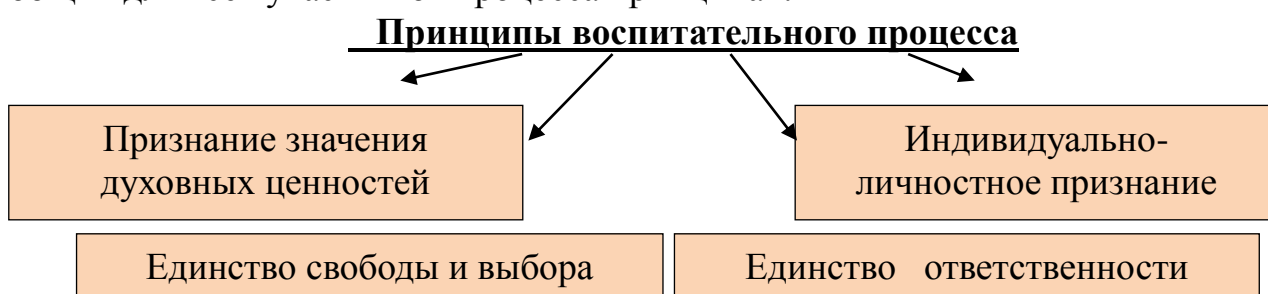 Принципы воспитательного процесса
Признание значения
духовных ценностей
Индивидуально-
личностное признание
Единство свободы и выбора
Единство ответственности